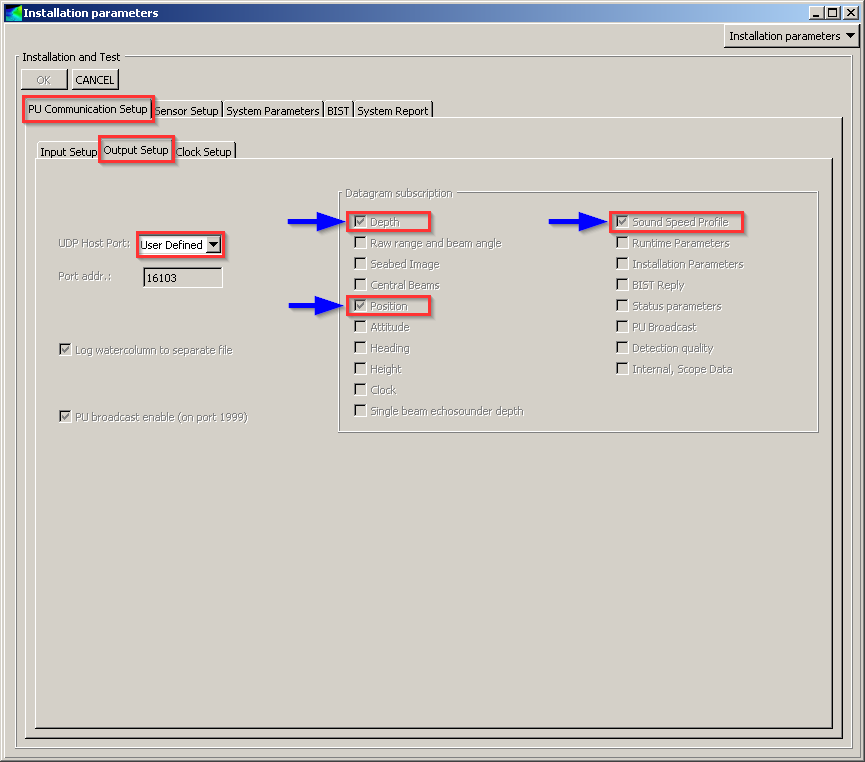 Installation parameters
Installation parameters
Installation and Test
OK CANCEL
PU Communication Setup Sensor Setup System Parameters BIST System Report
Input Setup Output Setup Clock Setup
Datagram subscription
UDP Host Port: User Defined
Port addr.: 16103
Log watercolumn to separate file
PU broadcast enable (on port 1999)
Depth
Raw range and beam angle
Seabed Image
Central Beams
Position
Attitude
Heading
Height
Clock
Single beam echosounder depth
Sound Speed Profile
Runtime Parameters
Installation Parameters
BIST Reply
Status parameters
PU Broadcast
Detection quality
Internal, Scope Data